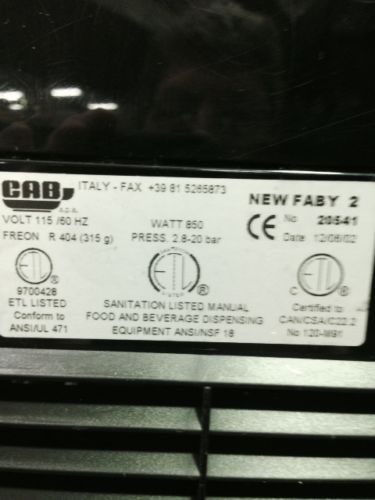 CAB S.p.A. ITALY - FAX +39 81 5265873
NEW FABY 2
VOLT 115 /60 HZ WATT 850 CE No 20541
FREON R 404 (315 g) PRESS. 2.8-20 bar Date 12/06/02
9700428
ETL LISTED
Conform to
ANSI/UL 471
SANITATION LISTED MANUAL
FOOD AND BEVERAGE DISPENSING
EQUIPMENT ANSI/NSF 18
C ®
Certified to
CAN/CSA/C22.2
No 120-M91